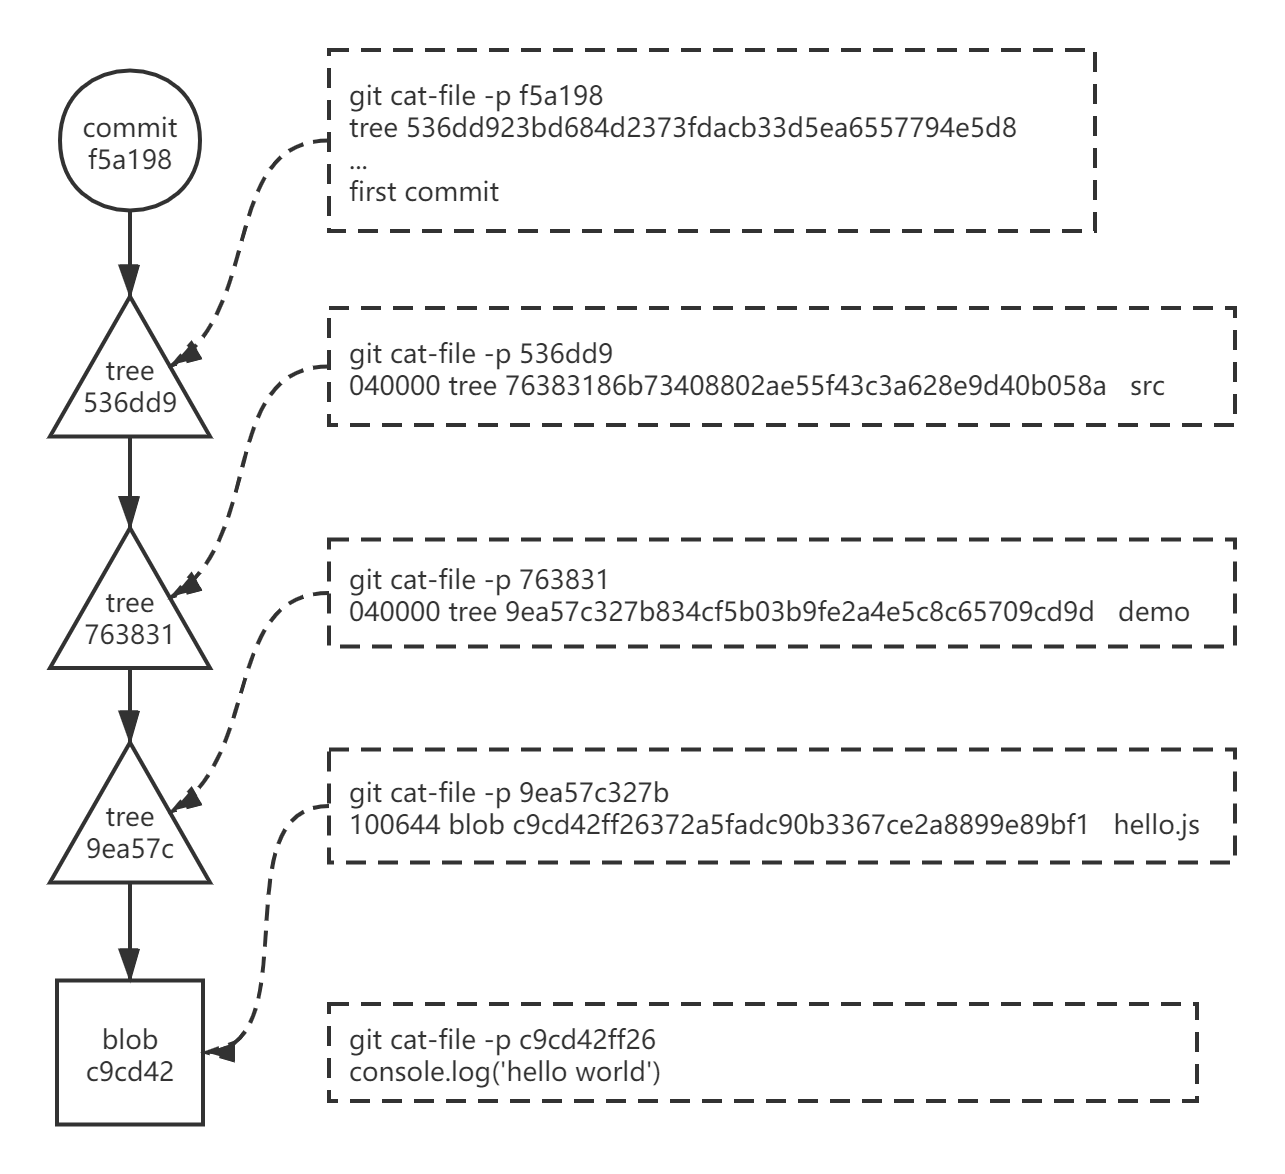 commit
f5a198
git cat-file -p f5a198
tree 536dd923bd684d2373fdacb33d5ea6557794e5d8
...
first commit
tree
536dd9
git cat-file -p 536dd9
040000 tree 76383186b73408802ae55f43c3a628e9d40b058a src
tree
763831
git cat-file -p 763831
040000 tree 9ea57c327b834cf5b03b9fe2a4e5c8c65709cd9d demo
tree
9ea57c
git cat-file -p 9ea57c327b
100644 blob c9cd42ff26372a5fadc90b3367ce2a8899e89bf1 hello.js
blob
c9cd42
git cat-file -p c9cd42ff26
console.log('hello world')